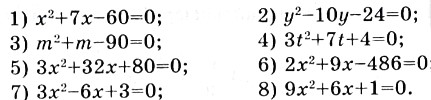 1) x²+7x-60=0; 2) y²-10y-24=0;
3) m²+m-90=0; 4) 3t²+7t+4=0;
5) 3x²+32x+80=0; 6) 2x²+9x-486=0
7) 3x²-6x+3=0; 8) 9x²+6x+1=0.